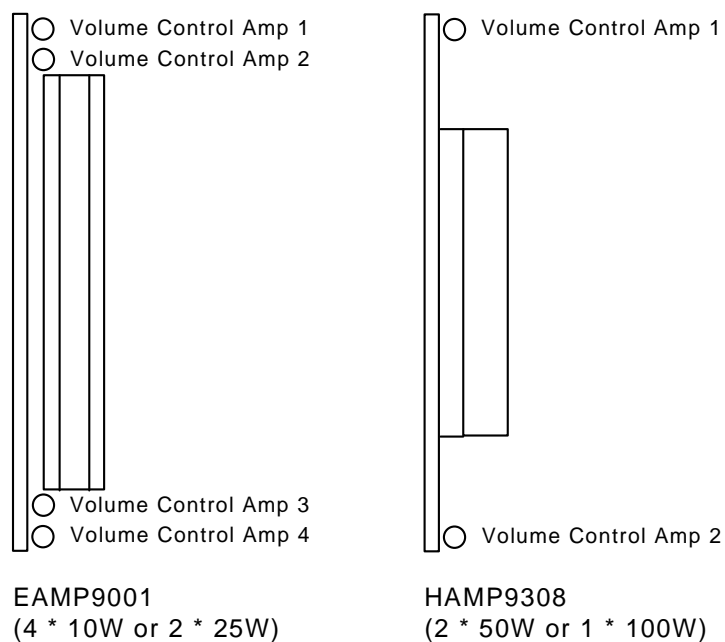 Volume Control Amp 1
Volume Control Amp 2
Volume Control Amp 3
Volume Control Amp 4
EAMP9001
(4 * 10W or 2 * 25W)
Volume Control Amp 1
Volume Control Amp 2
HAMP9308
(2 * 50W or 1 * 100W)